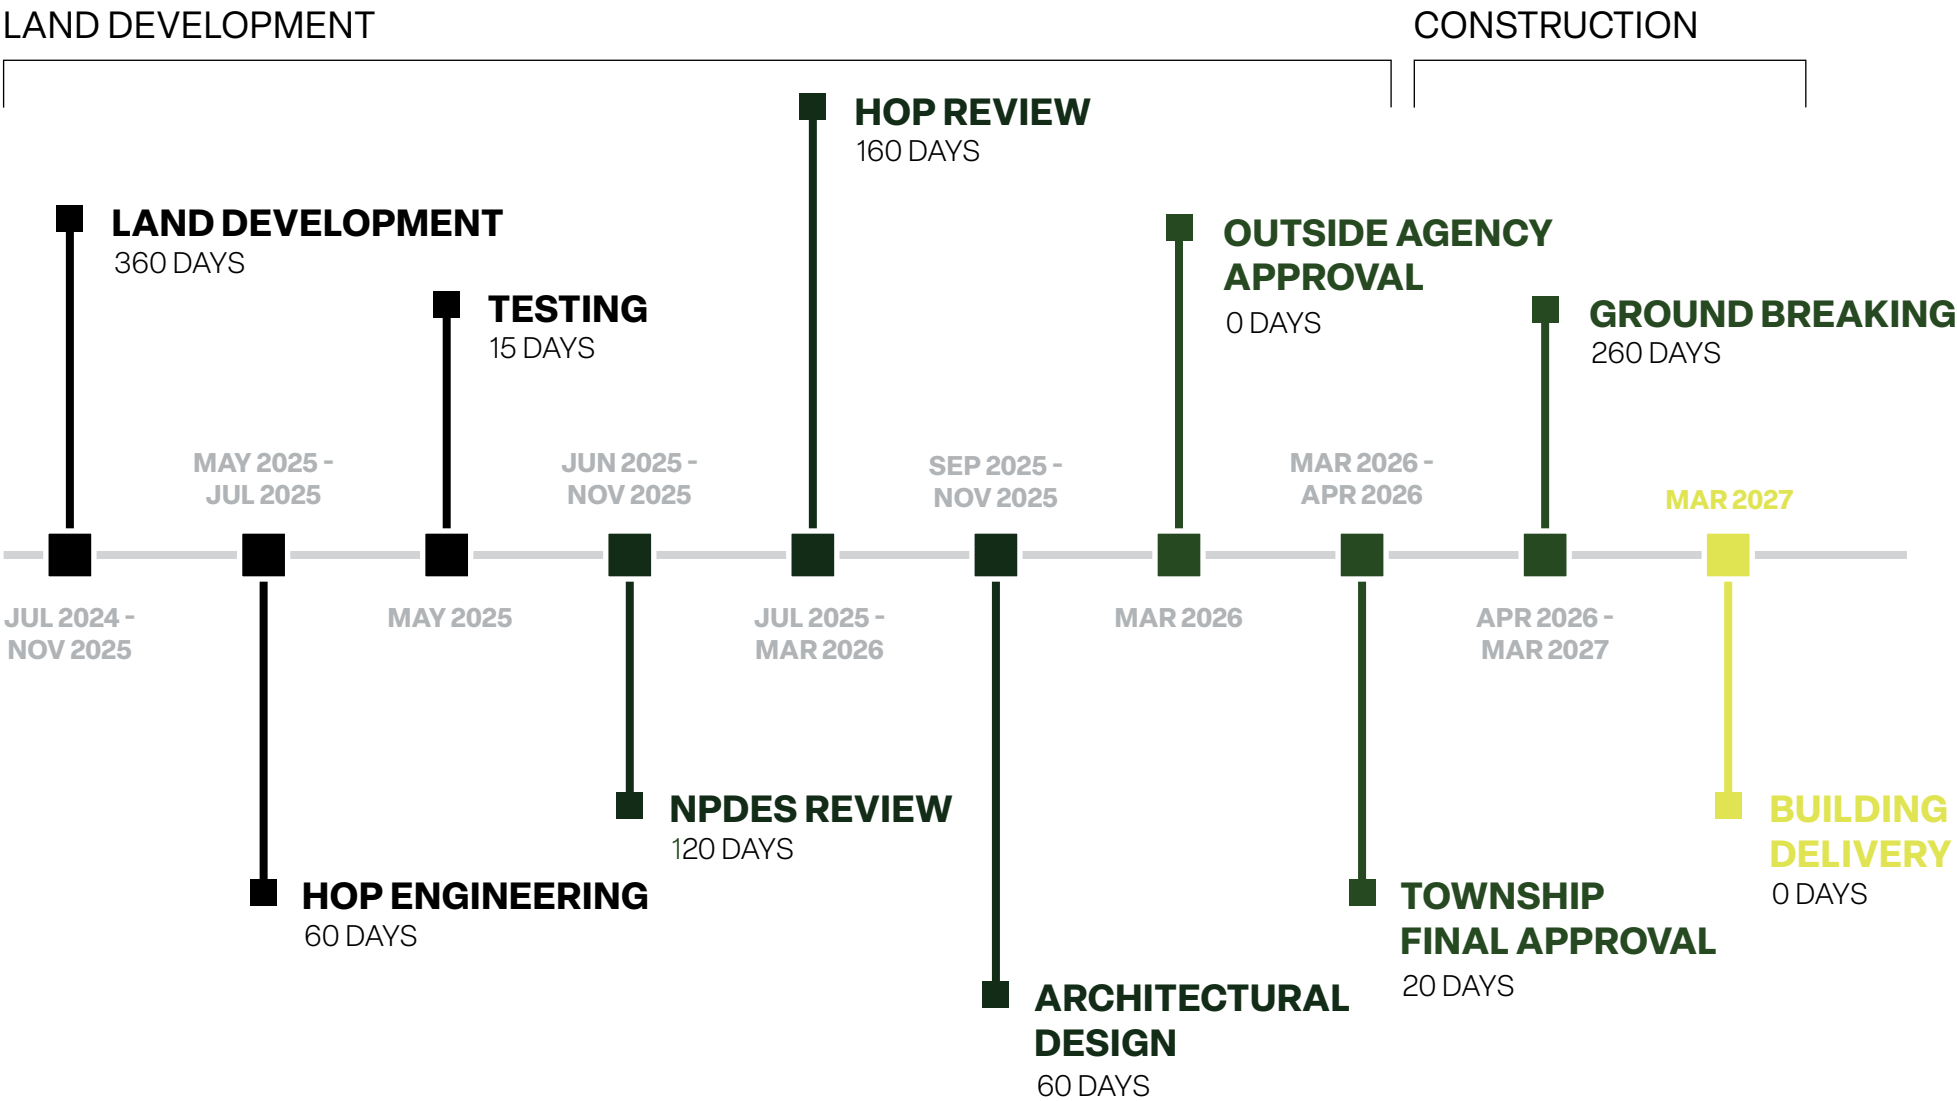 LAND DEVELOPMENT
CONSTRUCTION
HOP REVIEW
160 DAYS
LAND DEVELOPMENT
360 DAYS
OUTSIDE AGENCY
APPROVAL
0 DAYS
TESTING
15 DAYS
GROUND BREAKING
260 DAYS
MAY 2025 -
JUL 2025
JUN 2025 -
NOV 2025
SEP 2025 -
NOV 2025
MAR 2026 -
APR 2026
MAR 2027
JUL 2024 -
NOV 2025
MAY 2025
JUL 2025 -
MAR 2026
MAR 2026
APR 2026 -
MAR 2027
NPDES REVIEW
120 DAYS
BUILDING
DELIVERY
0 DAYS
HOP ENGINEERING
60 DAYS
TOWNSHIP
FINAL APPROVAL
20 DAYS
ARCHITECTURAL
DESIGN
60 DAYS